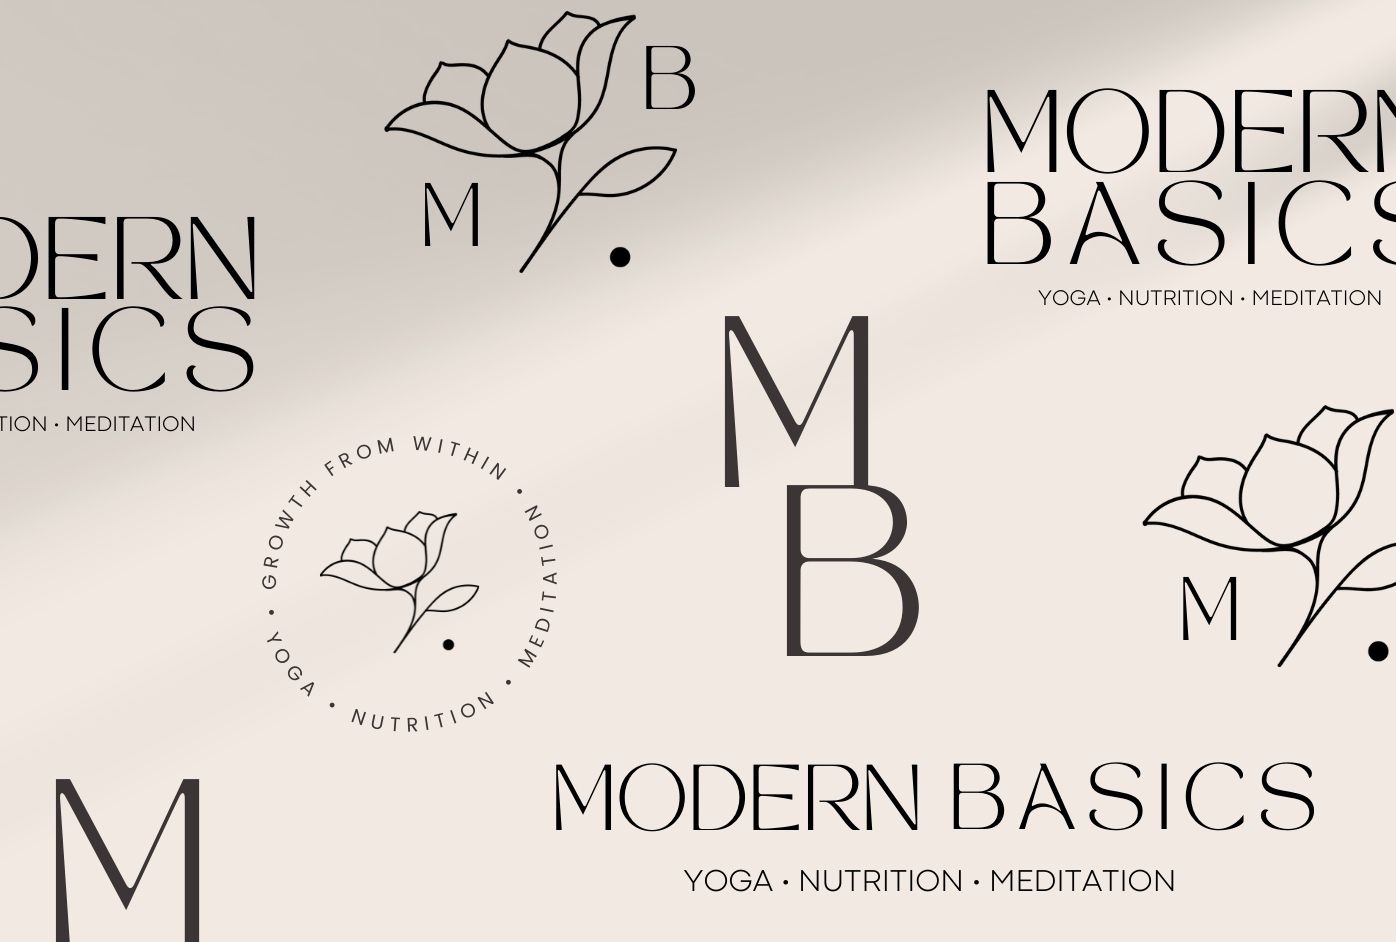 B
M
MODERN
BASICS
YOGA • NUTRITION • MEDITATION
DERN
SICS
TION • MEDITATION
M
B
• GROWTH FROM WITHIN • MEDITATION • NUTRITION • YOGA
M
M
MODERN BASICS
YOGA • NUTRITION • MEDITATION